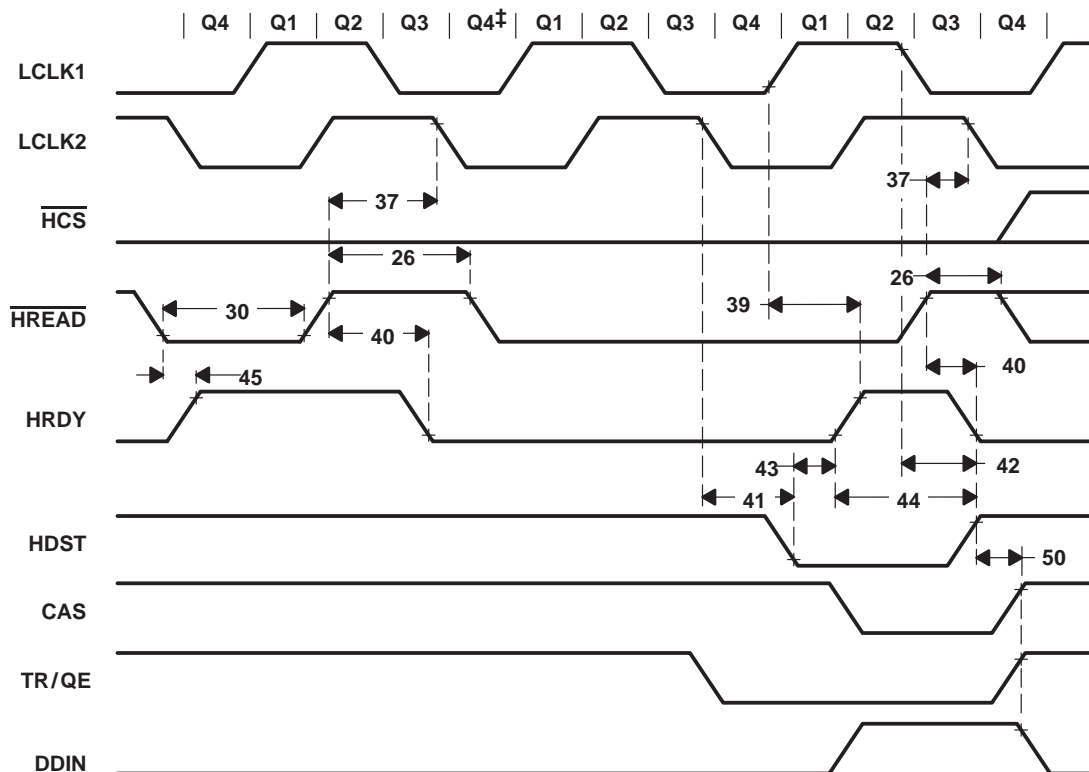 Q4 Q1 Q2 Q3 Q4‡ Q1 Q2 Q3 Q4 Q1 Q2 Q3 Q4
LCLK1
LCLK2
37
37
HCS
26
26
HREAD
30
39
40
40
45
HRDY
43
42
41
44
HDST
50
CAS
TR/QE
DDIN